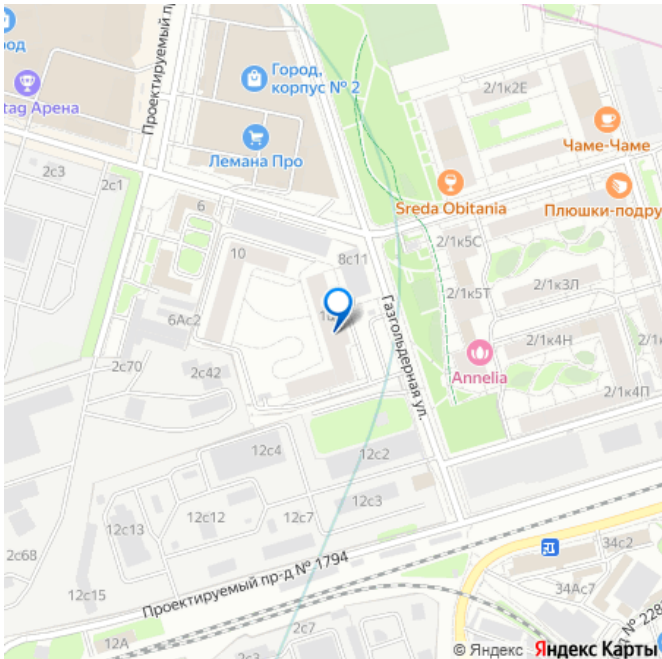 Проектируемый пр
од
Город,
корпус № 2
2/1к2Е
tag Арена
Чаме-Чаме
Лемана Про
2с3
2с1
Sreda Obitania
Плюшки-подру
6
2/1к5С
10
8с11
2/1к3Л
2/1к5Т
6Ас2
Газгольдерная ул.
2/1к4Н
2с70
2с42
Annelia
2/1к4П
12с4
12с2
12с3
12с13
12с12
12с7
34с2
2с68
Проектируемый пр-д № 1794
34Ас7
12с15
12А
2с7
д № 228
© Яндекс Яндекс Карты